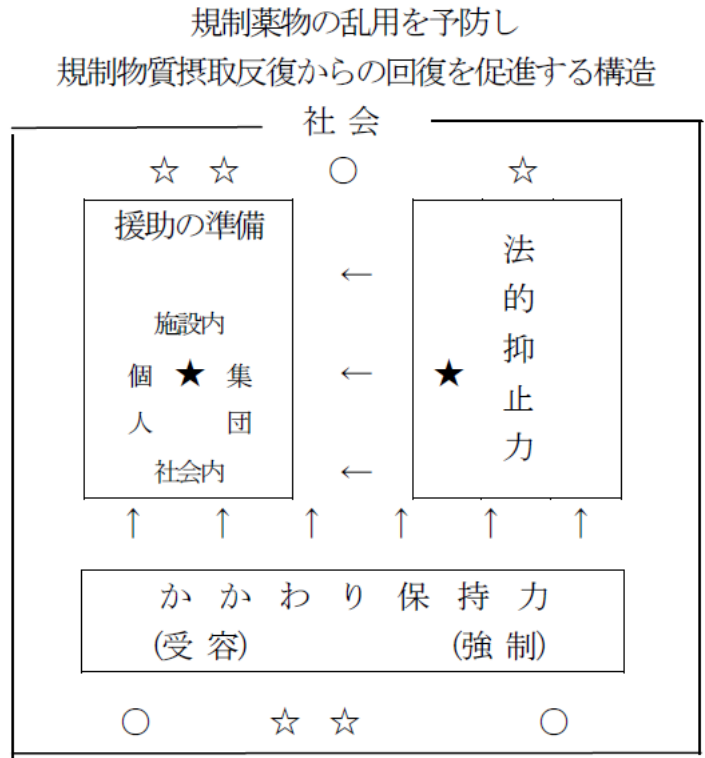 規制薬物の乱用を予防し
規制物質摂取反復からの回復を促進する構造
社会
☆ ☆ ○ ☆
援助の準備
施設内
個人
★
集団
社会内
← 
←
←
★
法的抑止力
↑ ↑ ↑ ↑ ↑ ↑
かかわり保持力
(受容) (強制)
○ ☆ ☆ ○